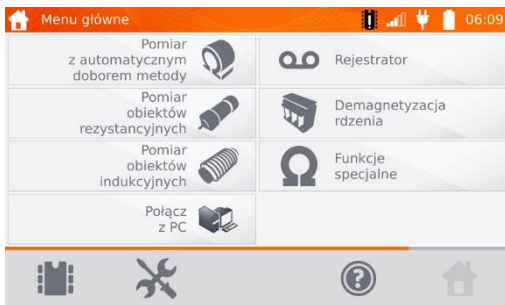 Menu główne
06:09
Pomiar
z automatycznym
doborem metody
Rejestrator
Pomiar
obiektów
rezystancyjnych
Demagnetyzacja
rdzenia
Pomiar
obiektów
indukcyjnych
Funkcje
specjalne
Połącz
z PC